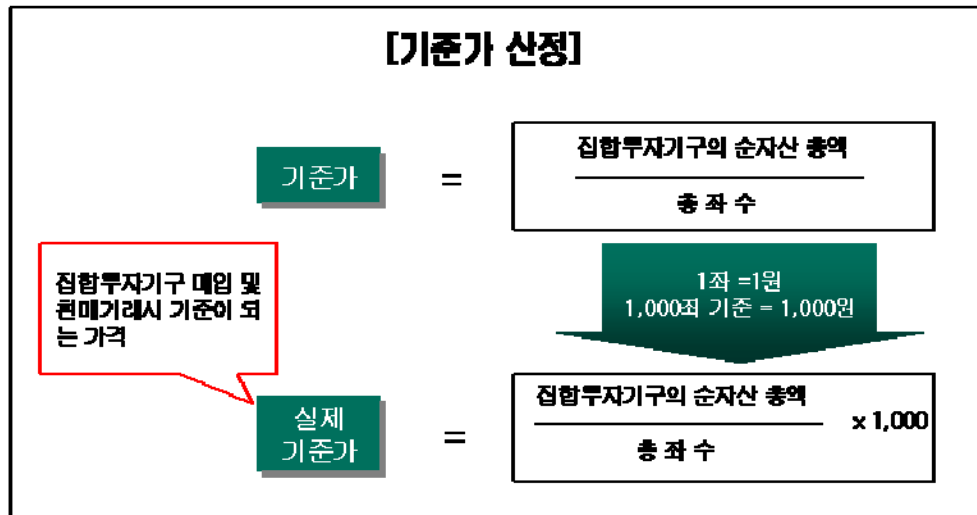 [기준가 산정]
기준가
=
집합투자기구의 순자산 총액
총 좌 수
1좌 =1원
1,000좌 기준 = 1,000원
집합투자기구 매입 및
환매거래시 기준이 되
는 가격
실제
기준가
=
집합투자기구의 순자산 총액
총 좌 수
x 1,000